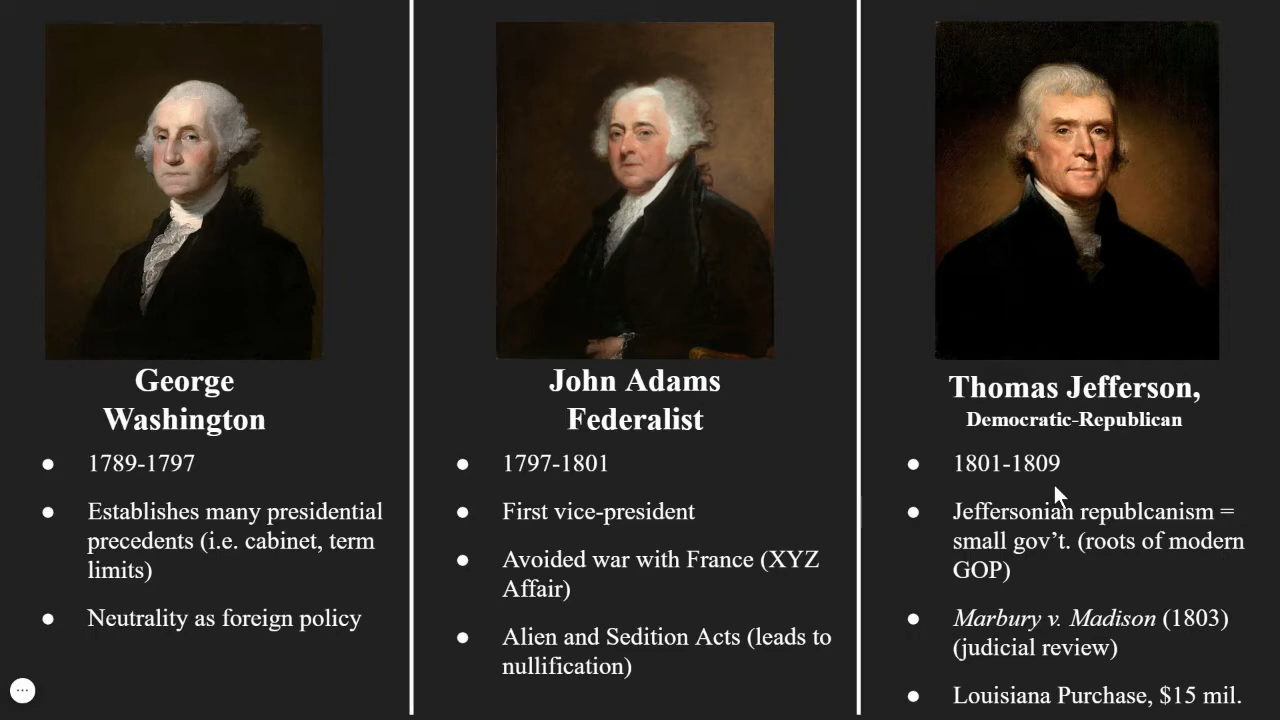 George
Washington
• 1789-1797
• Establishes many presidential
precedents (i.e. cabinet, term
limits)
• Neutrality as foreign policy
John Adams
Federalist
• 1797-1801
• First vice-president
• Avoided war with France (XYZ
Affair)
• Alien and Sedition Acts (leads to
nullification)
Thomas Jefferson,
Democratic-Republican
• 1801-1809
• Jeffersonian republcanism =
small gov’t. (roots of modern
GOP)
• Marbury v. Madison (1803)
(judicial review)
• Louisiana Purchase, $15 mil.